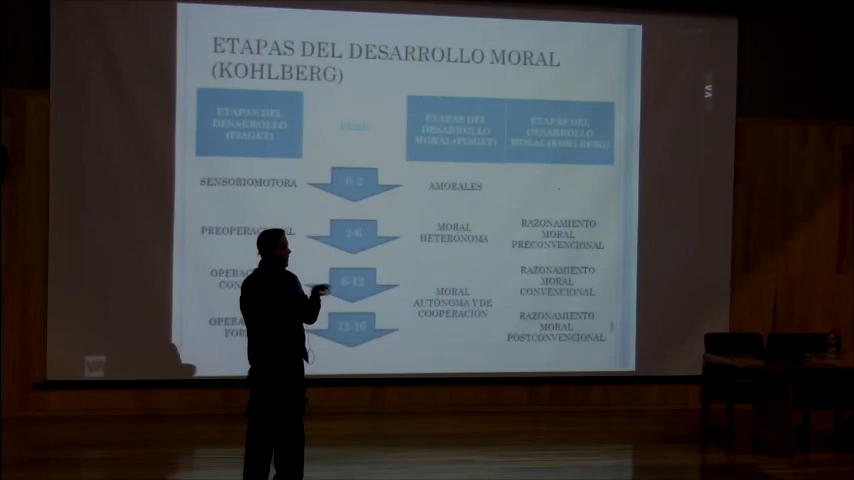 ETAPAS DEL DESARROLLO MORAL
(KOHLBERG)
ETAPAS DEL
DESARROLLO
(PIAGET)
ETAPAS DEL
DESARROLLO
MORAL (PIAGET)
ETAPAS DEL
DESARROLLO
MORAL (KOHLBERG)
SENSORIOMOTORA
0-2
AMORALES
PREOPERACIONAL
2-6
MORAL
HETERÓNOMA
RAZONAMIENTO
MORAL
PRECONVENCIONAL
6-12
MORAL
AUTÓNOMA Y DE
COOPERACIÓN
RAZONAMIENTO
MORAL
CONVENCIONAL
12-16
RAZONAMIENTO
MORAL
POSTCONVENCIONAL